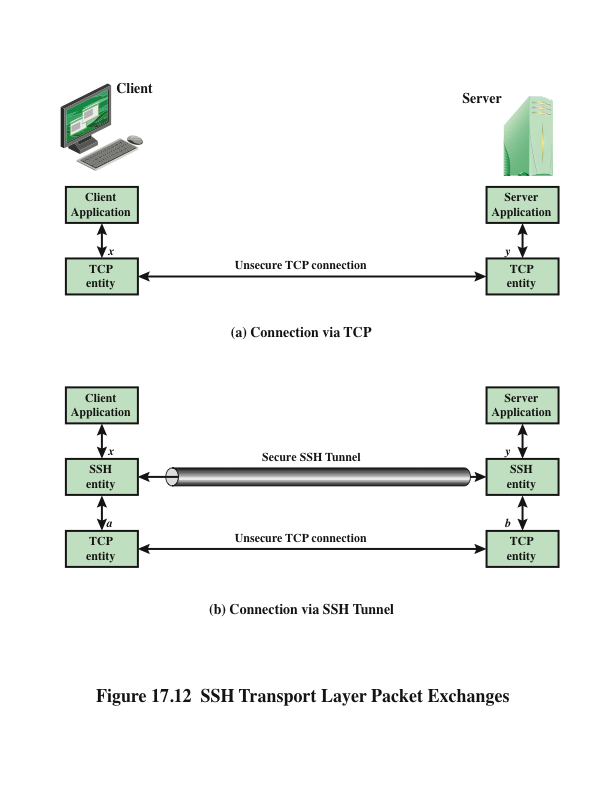 Client
Server
Client
Application
Server
Application
x
y
TCP
entity
Unsecure TCP connection
TCP
entity
(a) Connection via TCP
Client
Application
Server
Application
x
y
SSH
entity
Secure SSH Tunnel
SSH
entity
a
b
TCP
entity
Unsecure TCP connection
TCP
entity
(b) Connection via SSH Tunnel
Figure 17.12 SSH Transport Layer Packet Exchanges